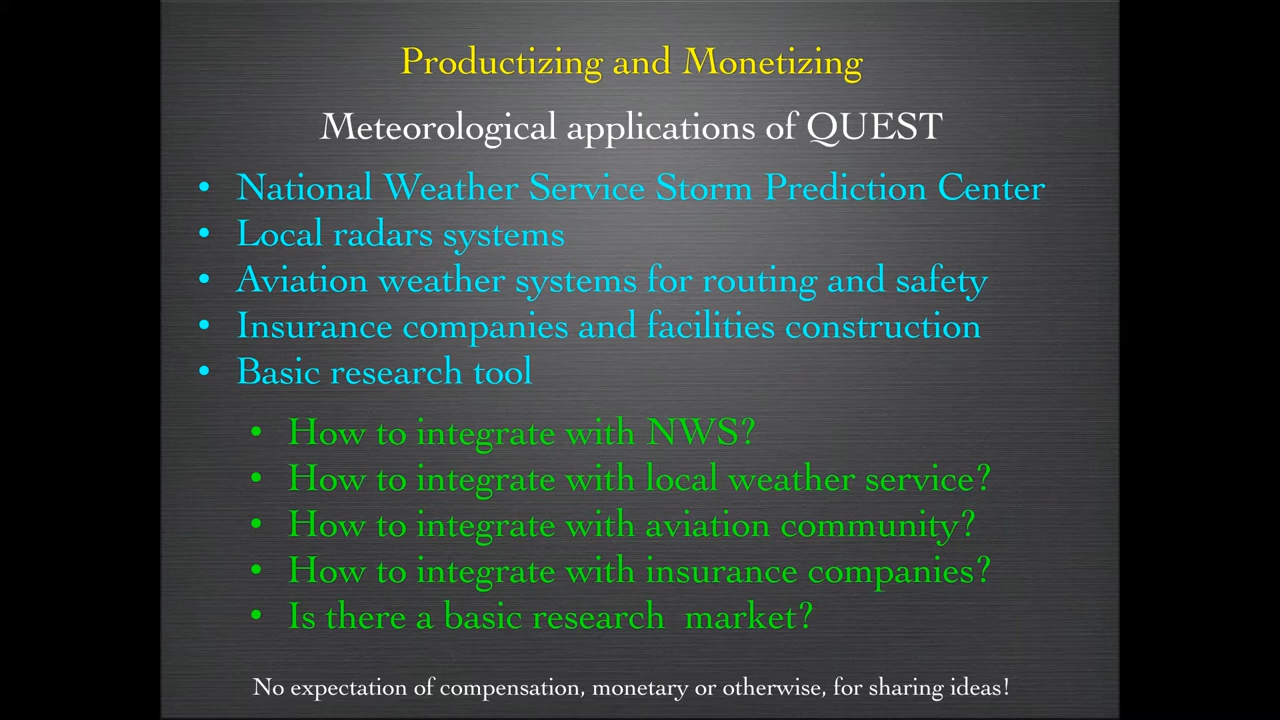 Productizing and Monetizing
Meteorological applications of QUEST
• National Weather Service Storm Prediction Center
• Local radars systems
• Aviation weather systems for routing and safety
• Insurance companies and facilities construction
• Basic research tool
• How to integrate with NWS?
• How to integrate with local weather service?
• How to integrate with aviation community?
• How to integrate with insurance companies?
• Is there a basic research  market?
No expectation of compensation, monetary or otherwise, for sharing ideas!